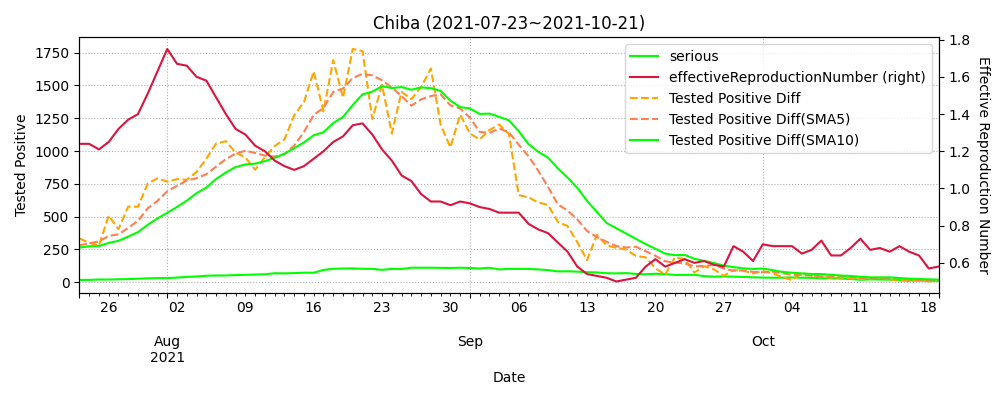 Chiba (2021-07-23~2021-10-21)
serious
effectiveReproductionNumber (right)
Tested Positive Diff
Tested Positive Diff(SMA5)
Tested Positive Diff(SMA10)
Tested Positive
1750
1500
1250
1000
750
500
250
0
1.8
1.6
1.4
1.2
1.0
0.8
0.6
Effective Reproduction Number
26 02 09 16 23 30 06 13 20 27 04 11 18
Aug Sep Oct
2021
Date